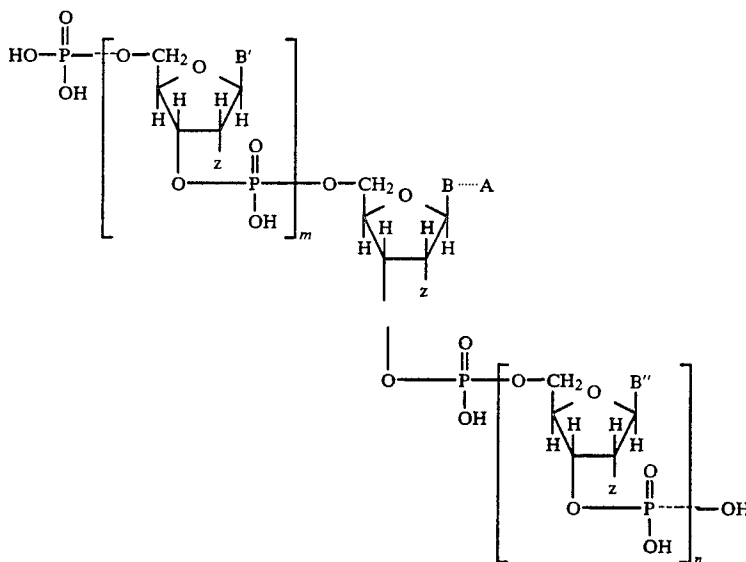 O
HO—P—O—CH2 O B'
OH H H H H
z O
O—P—O—CH2 O B·····A
OH m H H H H
z
O
O—P—O—CH2 O B''
OH H H H H
z O
O—P—OH
OH n